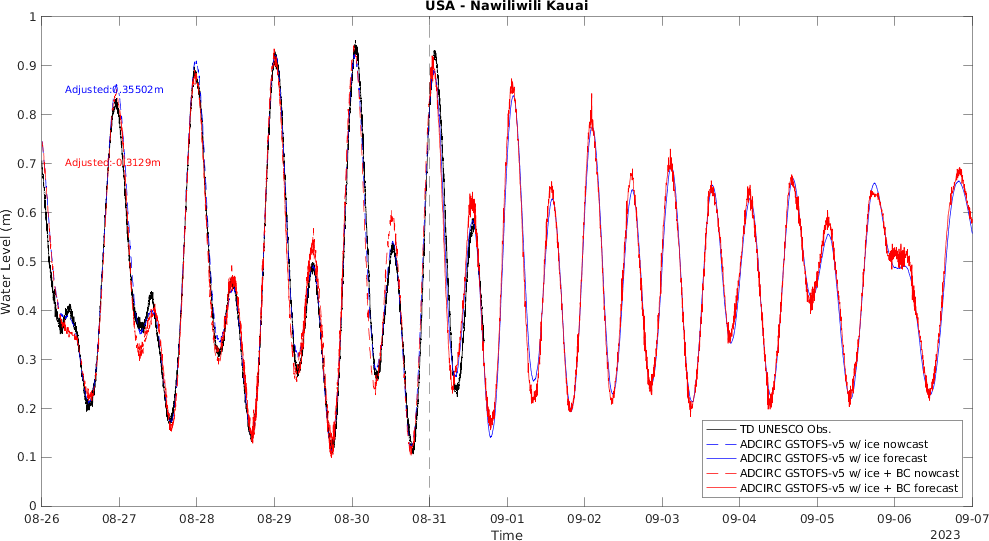 USA - Nawiliwili Kauai
1
0.9
0.8
0.7
0.6
0.5
0.4
0.3
0.2
0.1
0
Water Level (m)
Adjusted:0.35502m
Adjusted:-0.3129m
TD UNESCO Obs.
ADCIRC GSTOFS-v5 w/ ice nowcast
ADCIRC GSTOFS-v5 w/ ice forecast
ADCIRC GSTOFS-v5 w/ ice + BC nowcast
ADCIRC GSTOFS-v5 w/ ice + BC forecast
08-26 08-27 08-28 08-29 08-30 08-31 09-01 09-02 09-03 09-04 09-05 09-06 09-07
Time
2023